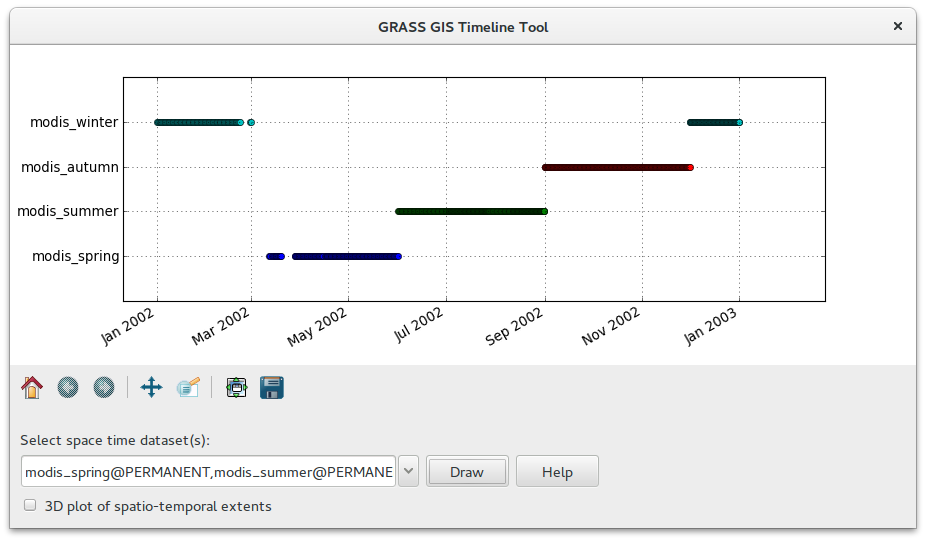 GRASS GIS Timeline Tool
modis_winter
modis_autumn
modis_summer
modis_spring
Jan 2002
Mar 2002
May 2002
Jul 2002
Sep 2002
Nov 2002
Jan 2003
Select space time dataset(s):
modis_spring@PERMANENT,modis_summer@PERMANE
Draw
Help
3D plot of spatio-temporal extents